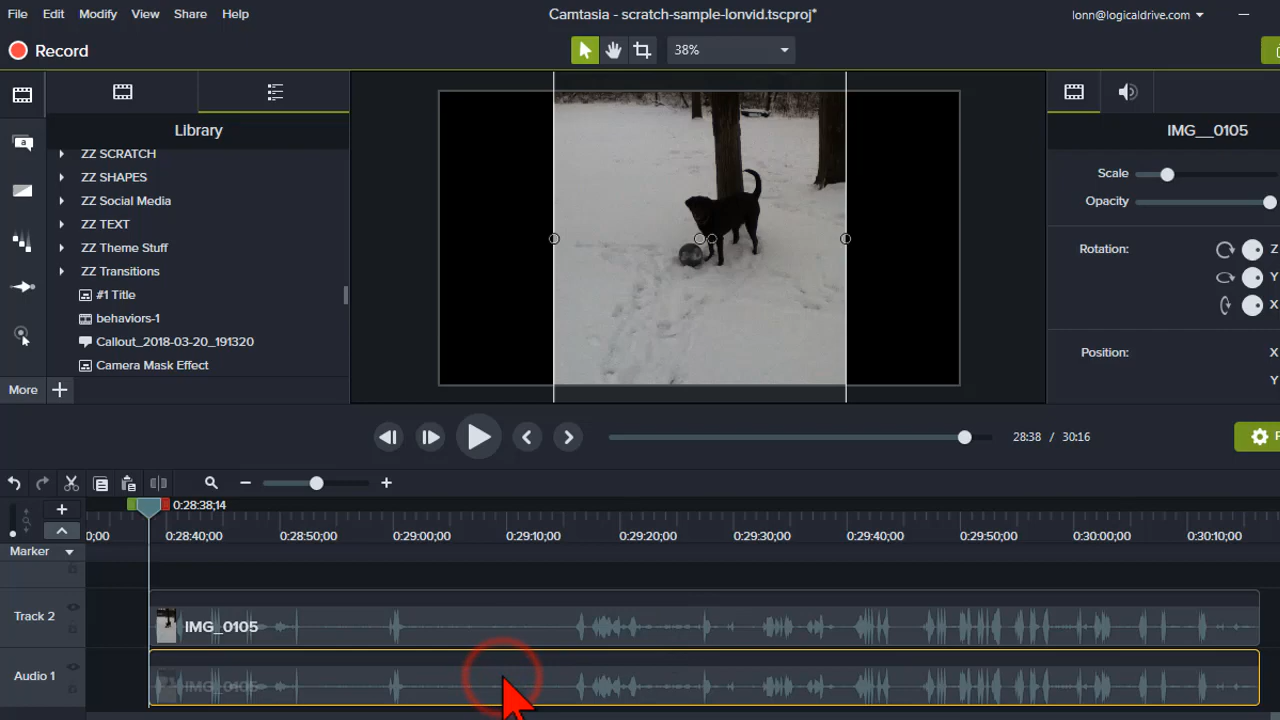 File Edit Modify View Share Help Camtasia - scratch-sample-lonvid.tscproj* lonn@logicaldrive.com
Record 38%
Library
ZZ SCRATCH
ZZ SHAPES
ZZ Social Media
ZZ TEXT
ZZ Theme Stuff
ZZ Transitions
#1 Title
behaviors-1
a Callout_2018-03-20_191320
Camera Mask Effect
More
IMG__0105
Scale
Opacity
Rotation: Z
Y
X
Position: X
Y
28:38 / 30:16
0:28:38;14
0;00 0:28:40;00 0:28:50;00 0:29:00;00 0:29:10;00 0:29:20;00 0:29:30;00 0:29:40;00 0:29:50;00 0:30:00;00 0:30:10;00
Marker
Track 2 IMG_0105
Audio 1 IMG_0105